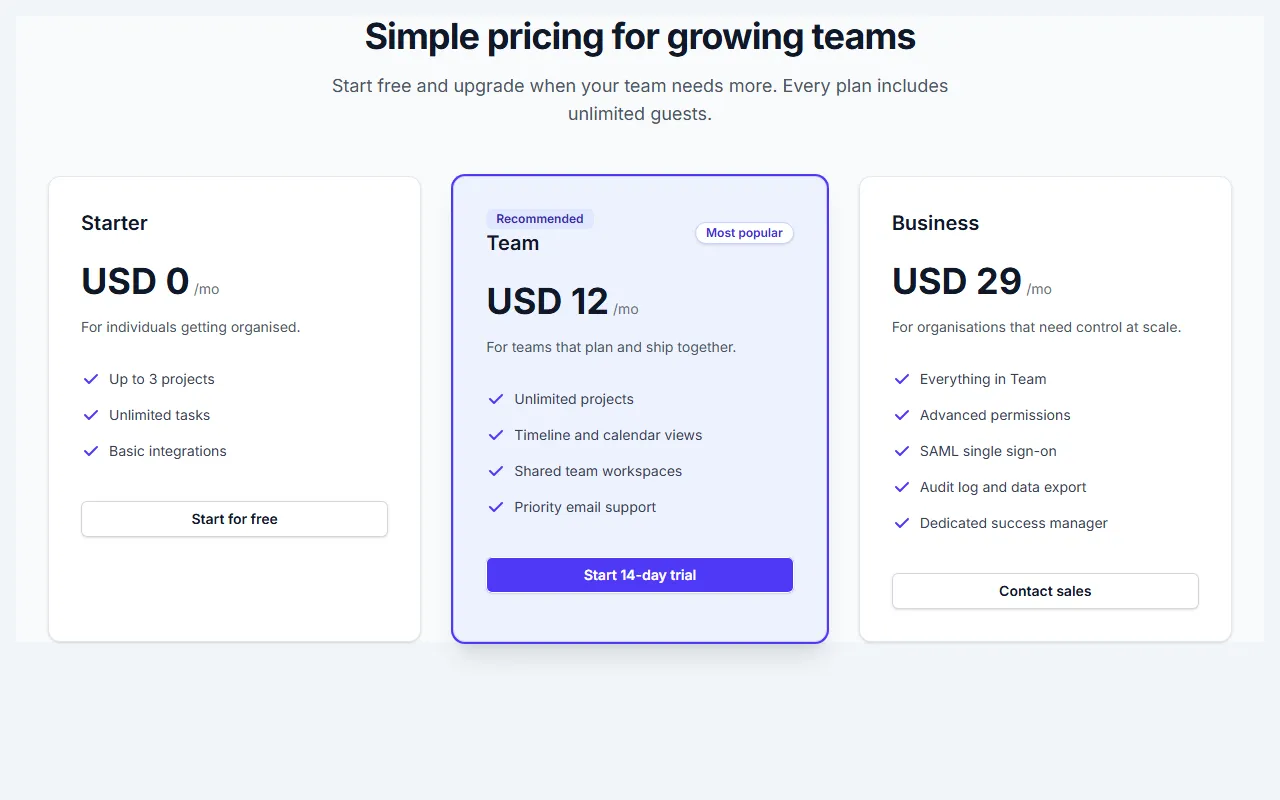 Simple pricing for growing teams
Start free and upgrade when your team needs more. Every plan includes
unlimited guests.
Starter
USD 0 /mo
For individuals getting organised.
Up to 3 projects
Unlimited tasks
Basic integrations
Start for free
Recommended
Team
Most popular
USD 12 /mo
For teams that plan and ship together.
Unlimited projects
Timeline and calendar views
Shared team workspaces
Priority email support
Start 14-day trial
Business
USD 29 /mo
For organisations that need control at scale.
Everything in Team
Advanced permissions
SAML single sign-on
Audit log and data export
Dedicated success manager
Contact sales